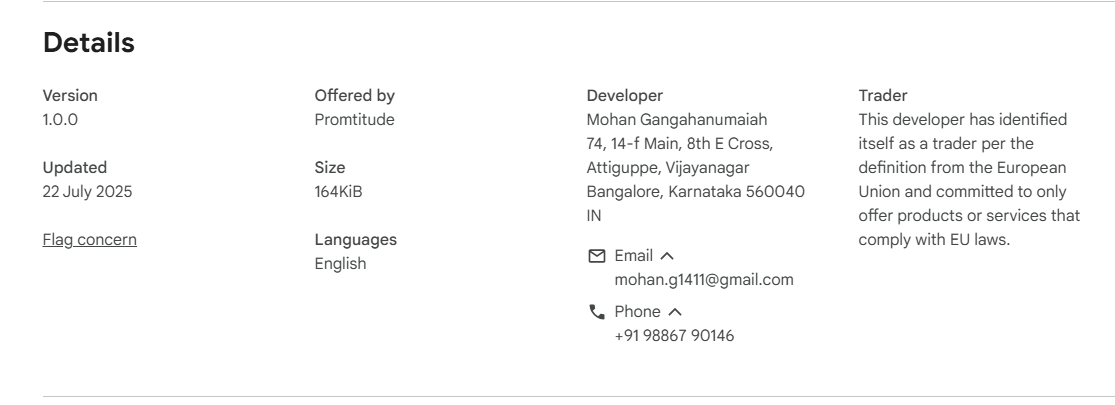 Details
Version
1.0.0
Updated
22 July 2025
Flag concern
Offered by
Promtitude
Size
164KiB
Languages
English
Developer
Mohan Gangahanumaiah
74, 14-f Main, 8th E Cross,
Attiguppe, Vijayanagar
Bangalore, Karnataka 560040
IN
Email
mohan.g1411@gmail.com
Phone
+91 98867 90146
Trader
This developer has identified
itself as a trader per the
definition from the European
Union and committed to only
offer products or services that
comply with EU laws.